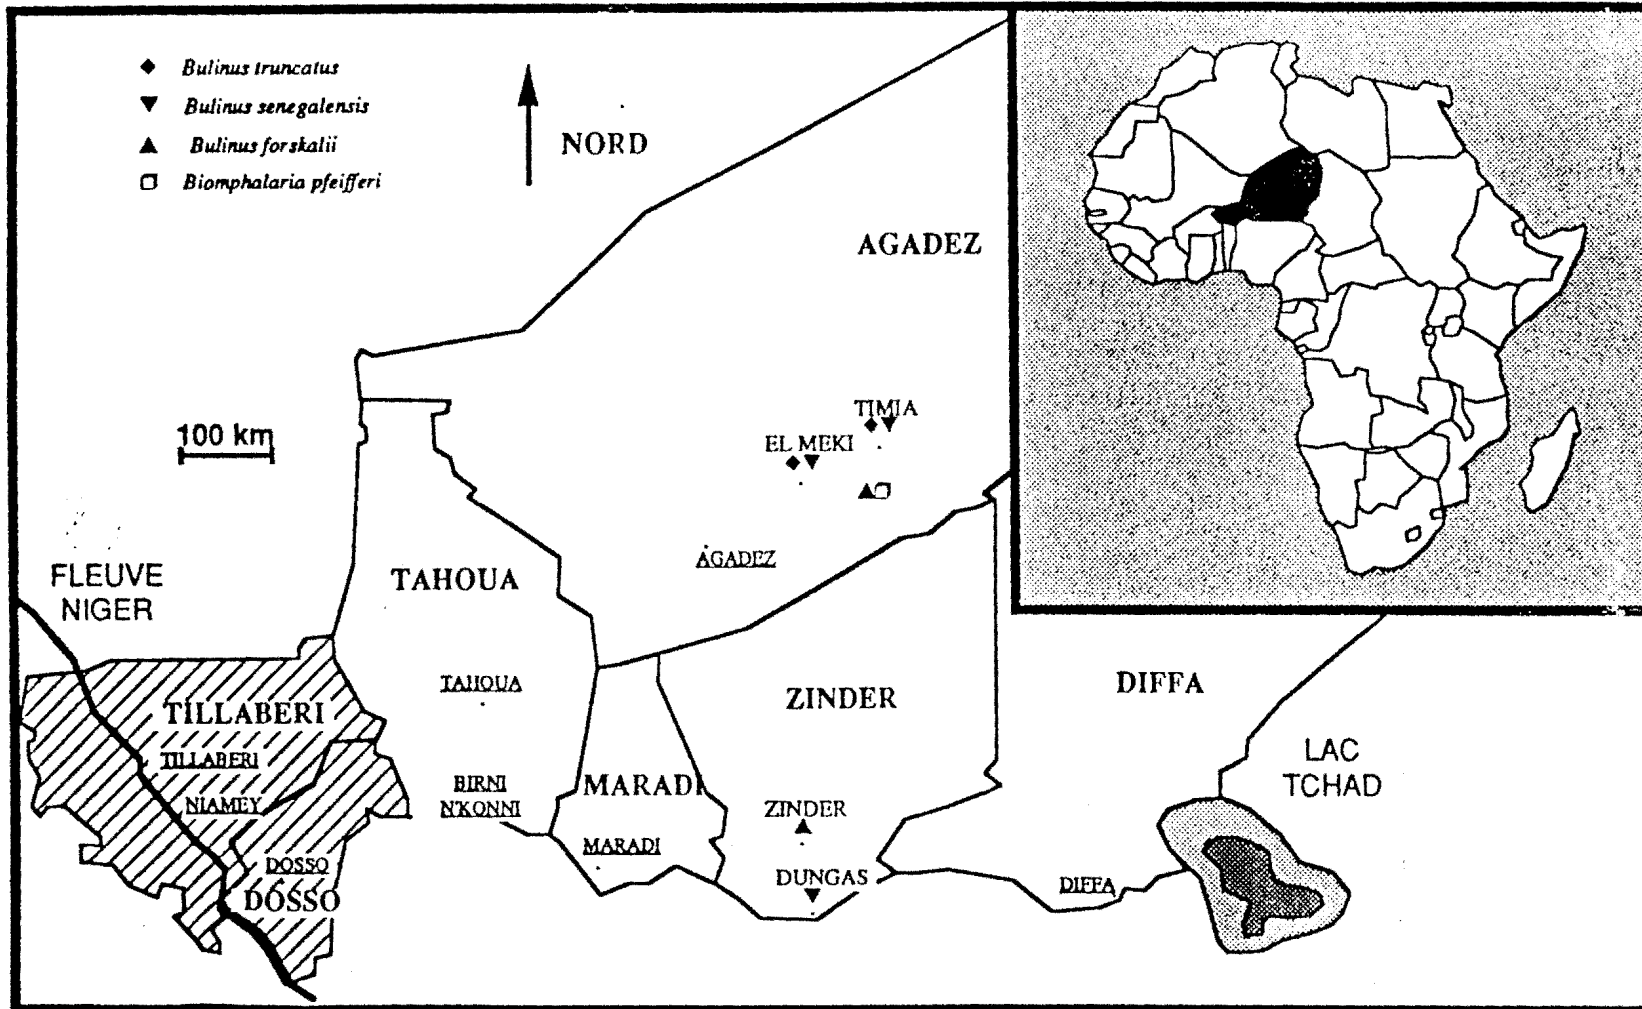 Bulinus truncatus
Bulinus senegalensis
Bulinus forskalii
Biomphalaria pfeifferi
NORD
AGADEZ
TIMIA
EL MEKI
100 km
AGADEZ
FLEUVE
NIGER
TAHOUA
TAHOUA
ZINDER
DIFFA
TILLABERI
TILLABERI
LAC
TCHAD
BIRNI
N'KONNI
MARADI
NIAMEY
ZINDER
MARADI
DOSSO
DOSSO
DUNGAS
DIFFA